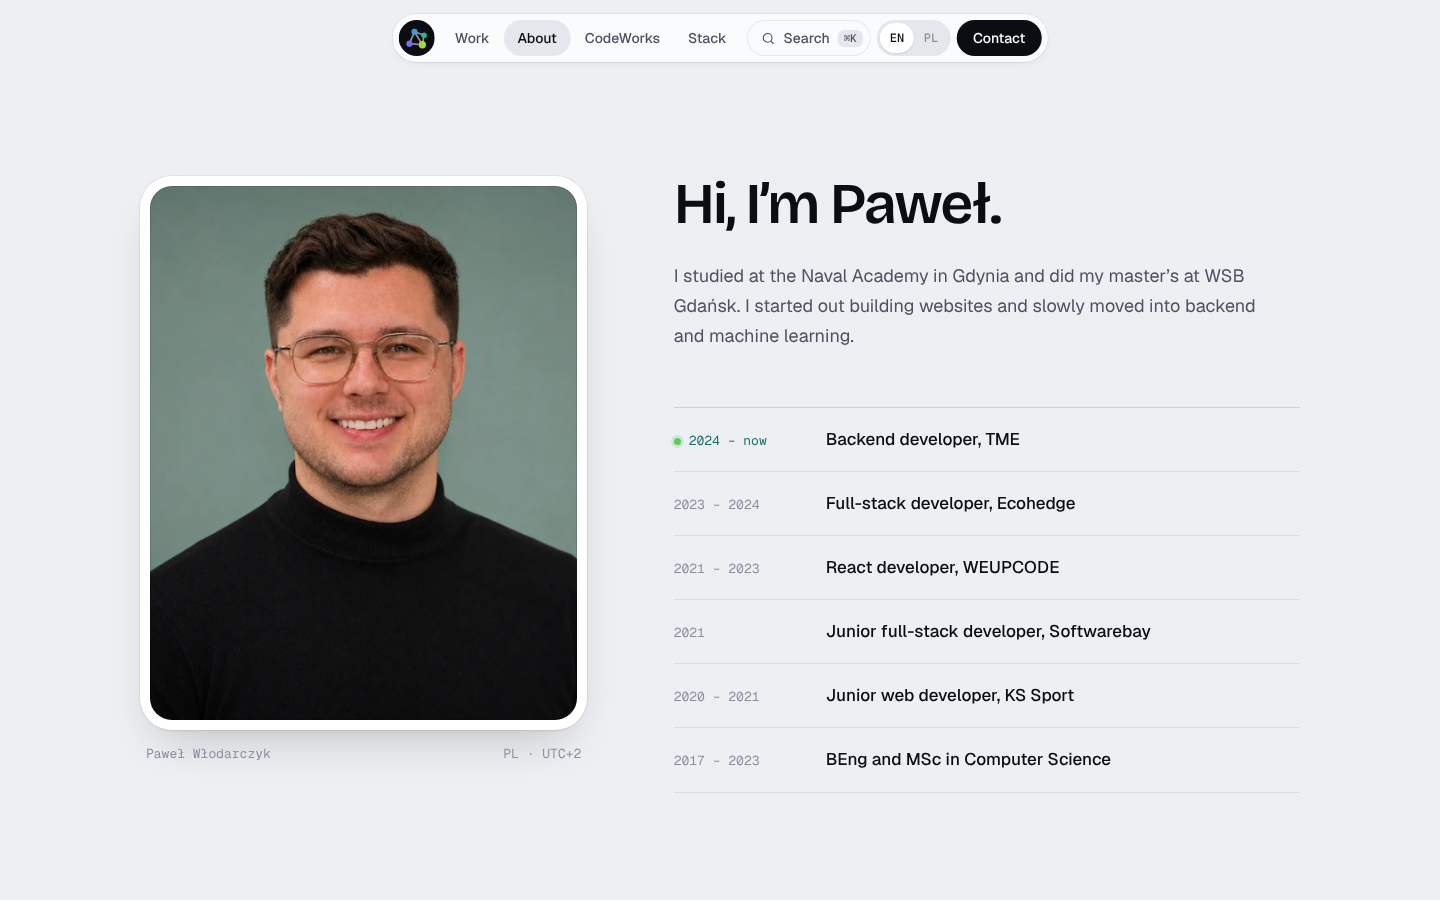 Work About CodeWorks Stack Search ⌘K EN PL Contact
Hi, I’m Paweł.
I studied at the Naval Academy in Gdynia and did my master’s at WSB
Gdańsk. I started out building websites and slowly moved into backend
and machine learning.
2024 – now Backend developer, TME
2023 – 2024 Full-stack developer, Ecohedge
2021 – 2023 React developer, WEUPCODE
2021 Junior full-stack developer, Softwarebay
2020 – 2021 Junior web developer, KS Sport
2017 – 2023 BEng and MSc in Computer Science
Paweł Włodarczyk PL · UTC+2